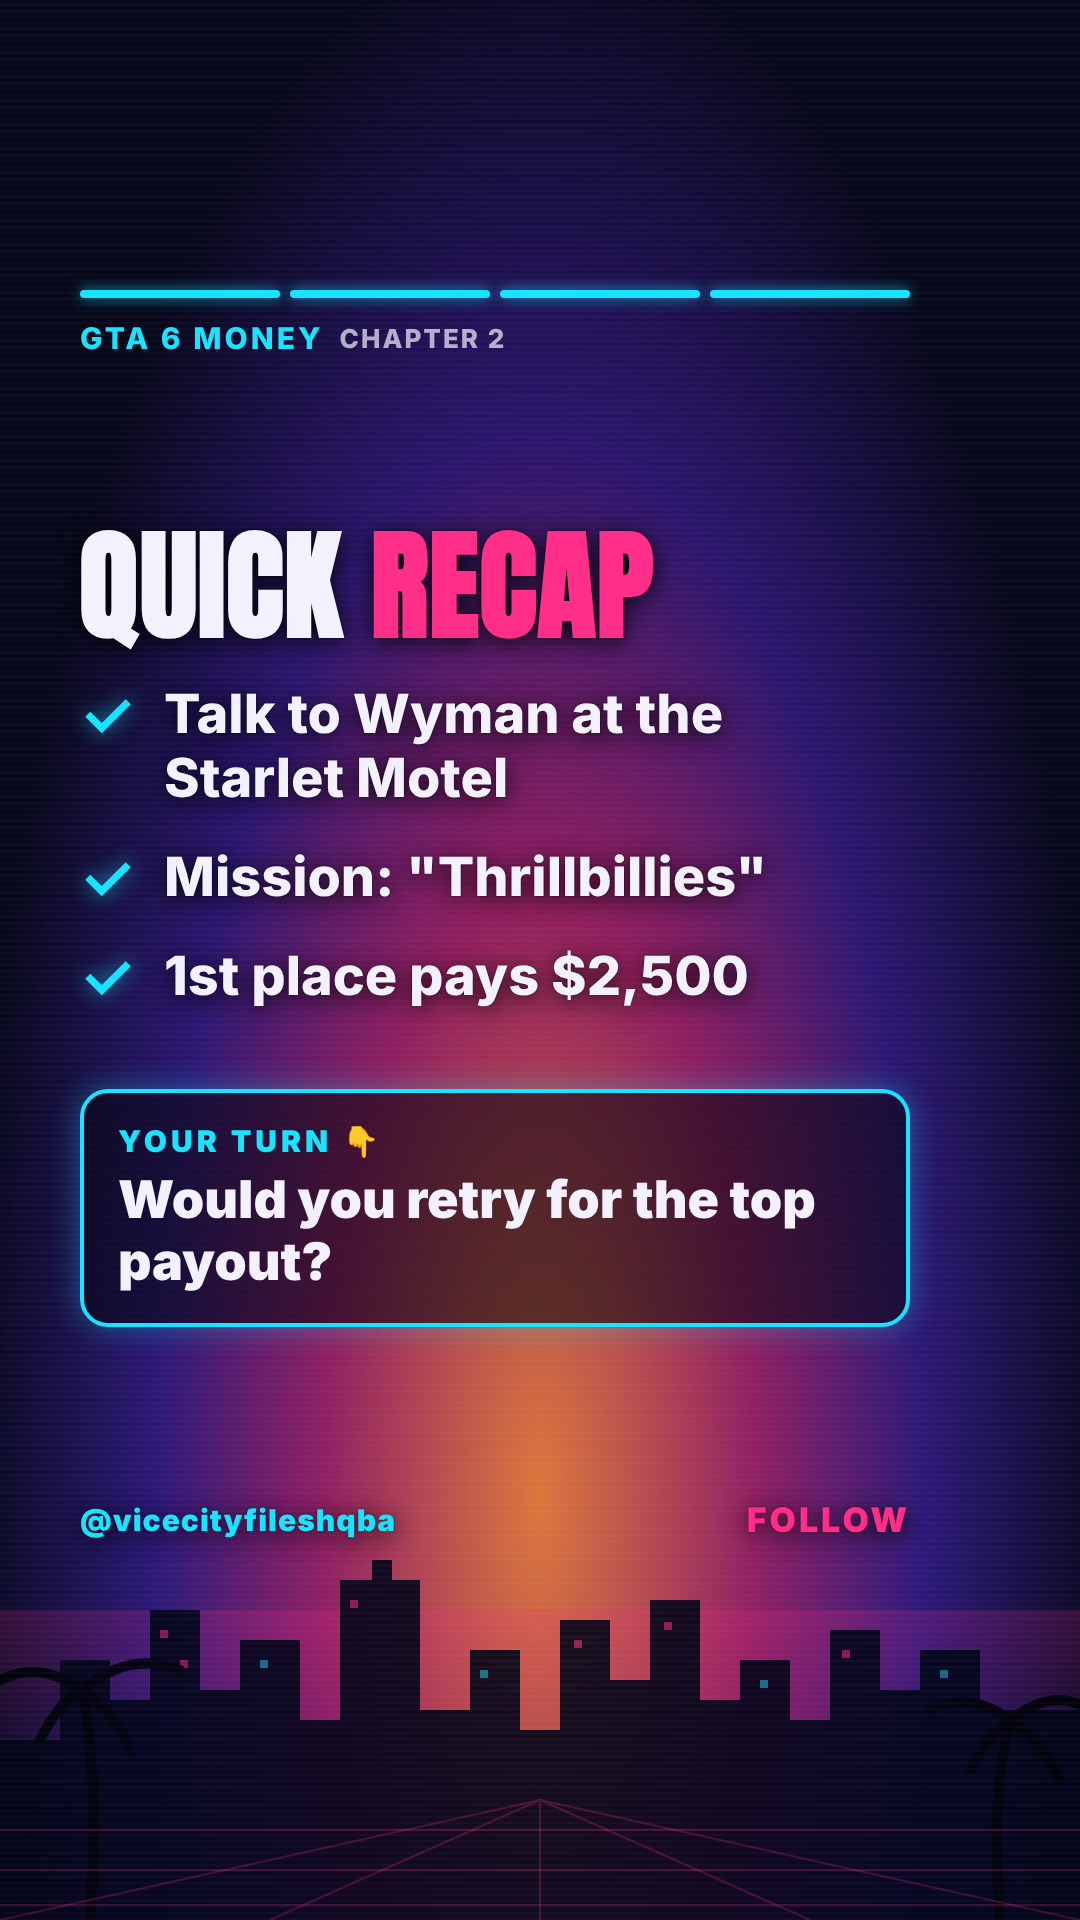 GTA 6 MONEY CHAPTER 2
QUICK RECAP
Talk to Wyman at the
Starlet Motel
Mission: "Thrillbillies"
1st place pays $2,500
YOUR TURN 👇
Would you retry for the top
payout?
@vicecityfileshqba
FOLLOW